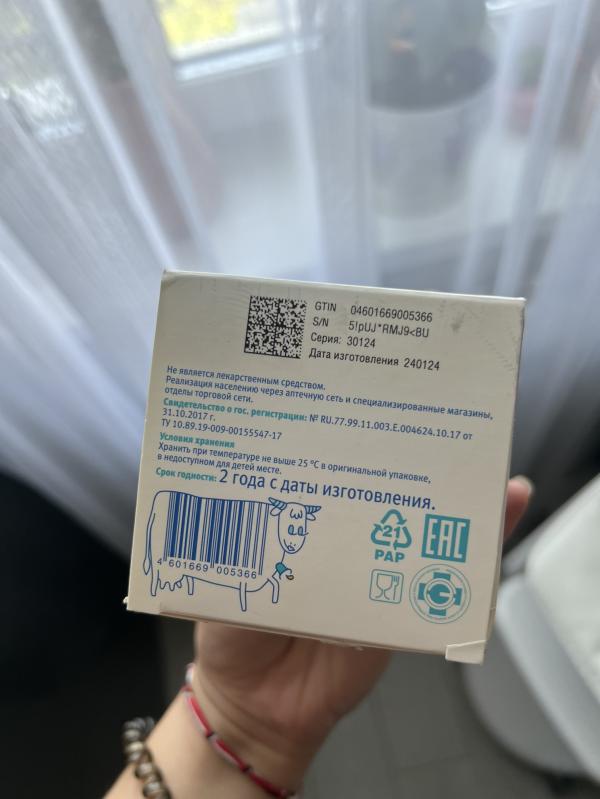 GTIN 04601669005366
S/N 5!pUJ*RMJ9<BU
Серия: 30124
Дата изготовления 240124
Не является лекарственным средством.
Реализация населению через аптечную сеть и специализированные магазины,
отделы торговой сети.
Свидетельство о гос. регистрации: № RU.77.99.11.003.Е.004624.10.17 от
31.10.2017 г.
ТУ 10.89.19-009-00155547-17
Условия хранения
Хранить при температуре не выше 25 °С в оригинальной упаковке,
в недоступном для детей месте.
Срок годности: 2 года с даты изготовления.
4 601669 005366
21
PAP
EAC